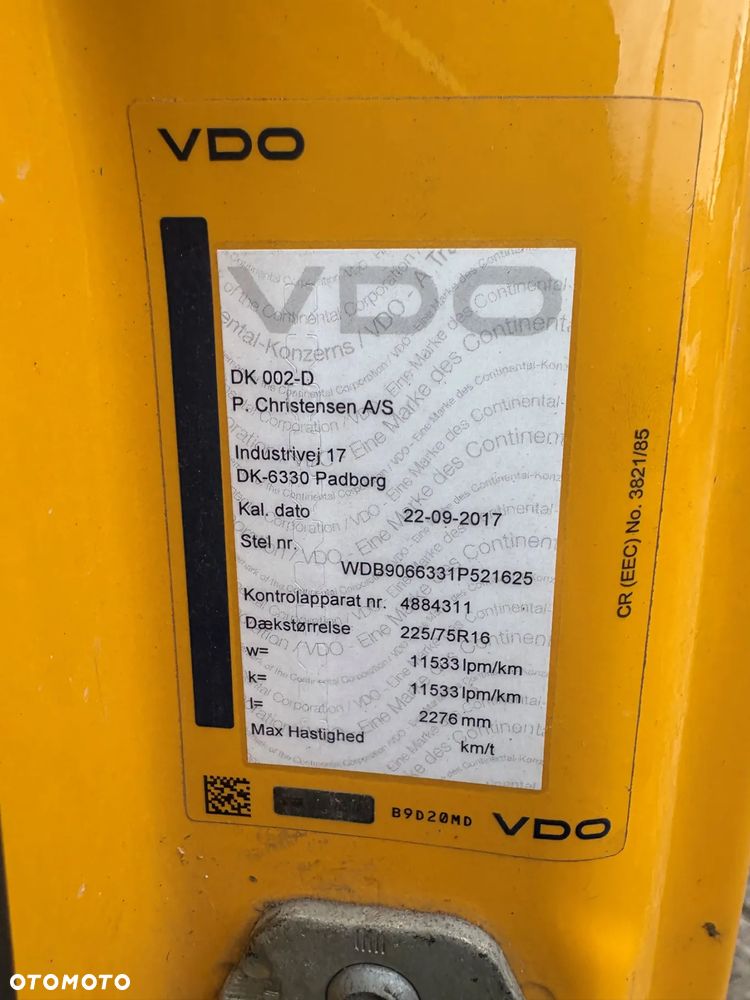 VDO
VDO
DK 002-D
P. Christensen A/S
Industrivej 17
DK-6330 Padborg
Kal. dato 22-09-2017
Stel nr.
WDB9066331P521625
Kontrolapparat nr. 4884311
Dækstørrelse 225/75R16
w= 11533 Ipm/km
k= 11533 Ipm/km
l= 2276 mm
Max Hastighed km/t
CR (EEC) No. 3821/85
B9D20MD
VDO
OTOMOTO